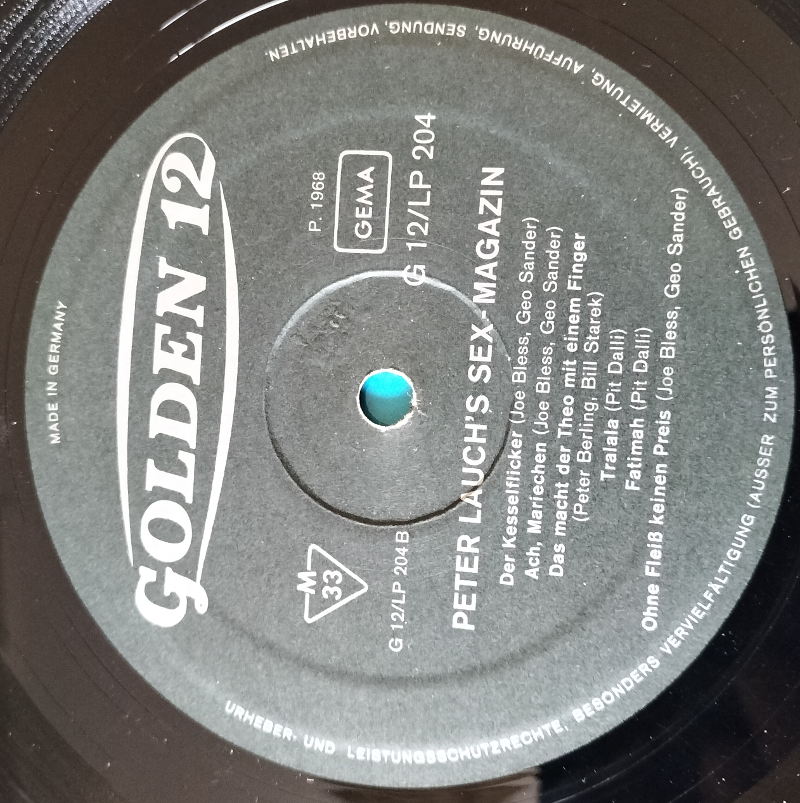 MADE IN GERMANY
GOLDEN 12
P. 1968
GEMA
M
33
G 12/LP 204 B
G 12/LP 204
PETER LAUCH'S SEX-MAGAZIN
Der Kesselflicker (Joe Bless, Geo Sander)
Ach, Mariechen (Joe Bless, Geo Sander)
Das macht der Theo mit einem Finger
(Peter Berling, Bill Starek)
Tralala (Pit Dalli)
Fatimah (Pit Dalli)
Ohne Fleiß keinen Preis (Joe Bless, Geo Sander)
URHEBER- UND LEISTUNGSSCHUTZRECHTE, BESONDERS VERVIELFÄLTIGUNG (AUSSER ZUM PERSÖNLICHEN GEBRAUCH), VERMIETUNG, AUFFÜHRUNG, SENDUNG, VORBEHALTEN.